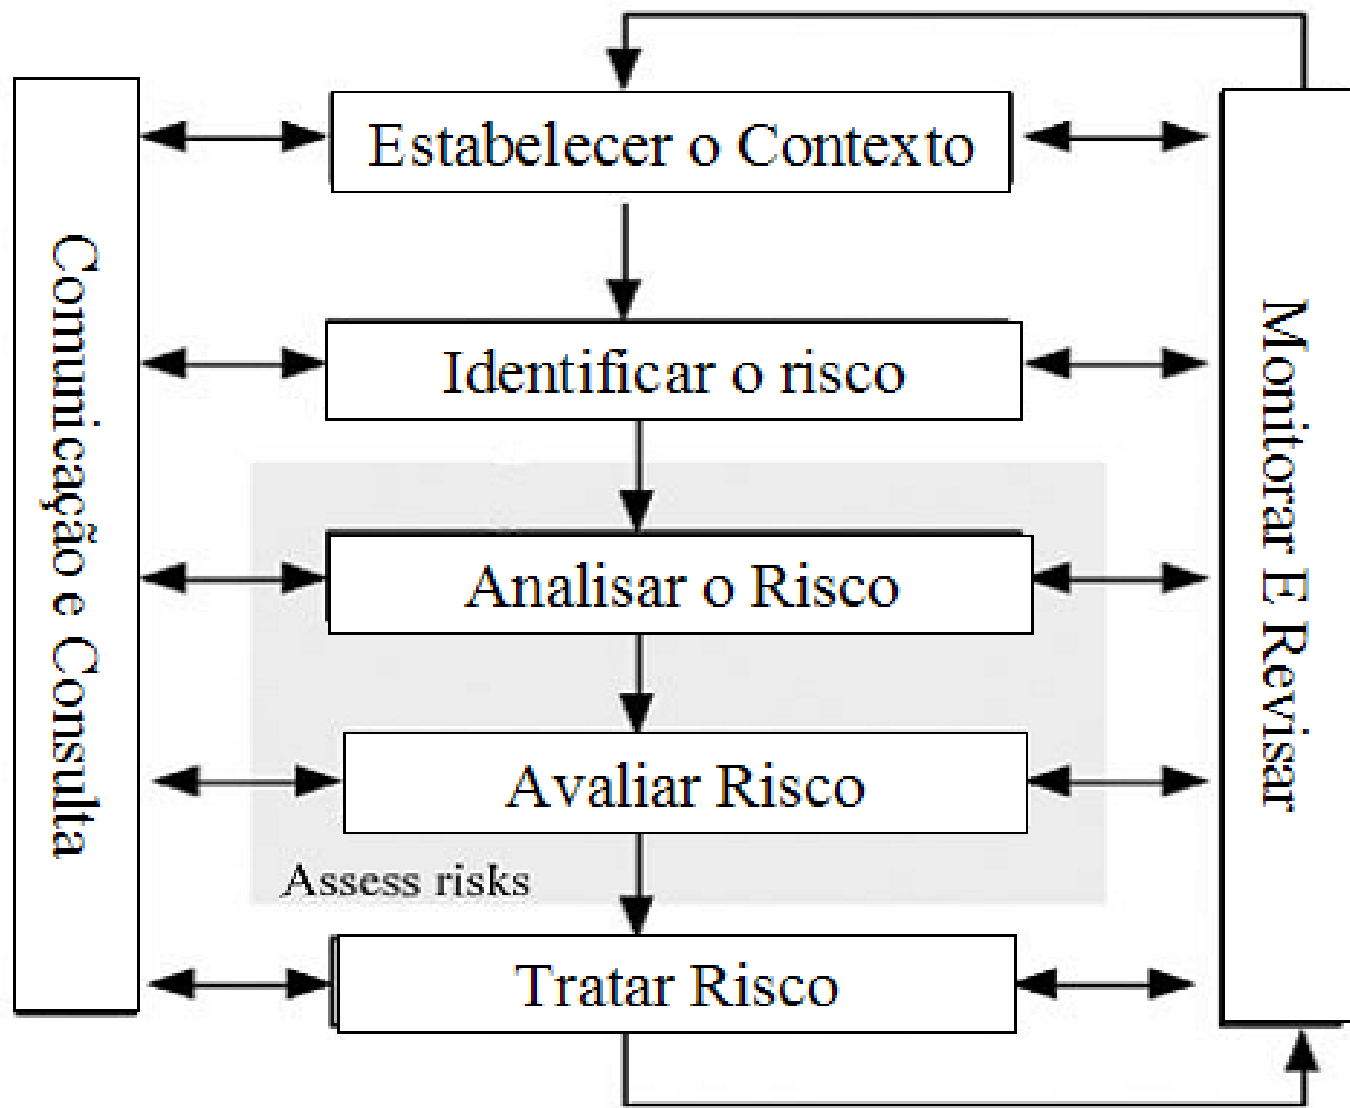 Estabelecer o Contexto
Identificar o risco
Analisar o Risco
Avaliar Risco
Assess risks
Tratar Risco
Comunicação e Consulta
Monitorar E Revisar